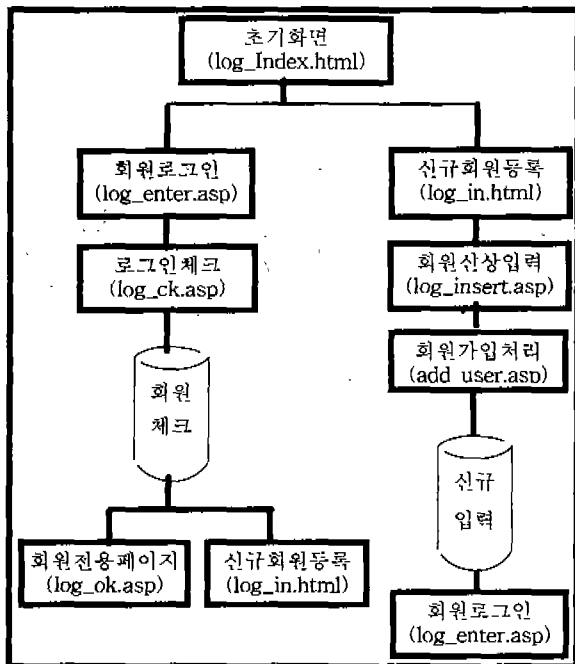 초기화면
(log_Index.html)
회원로그인
(log_enter.asp)
신규회원등록
(log_in.html)
로그인체크
(log_ck.asp)
회원산상입력
(log_insert.asp)
회원가입처리
(add_user.asp)
회원
체크
신규
입력
회원전용페이지
(log_ok.asp)
신규회원등록
(log_in.html)
회원로그인
(log_enter.asp)